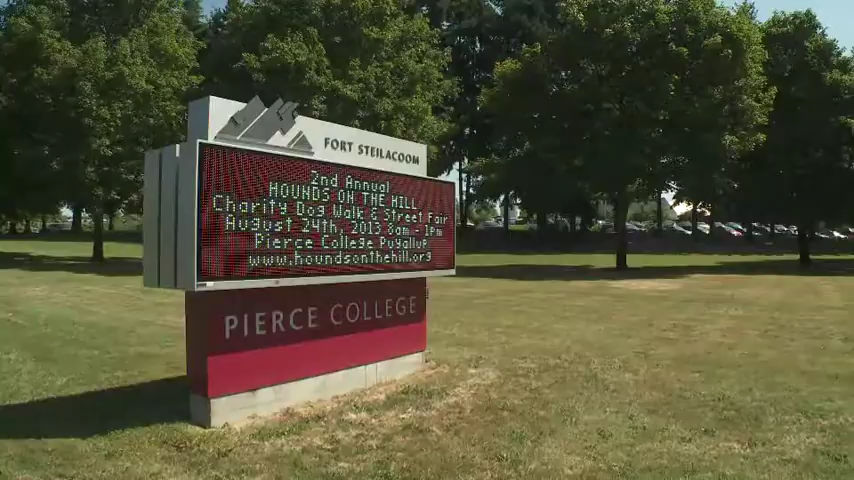 FORT STEILACOOM
2nd Annual
HOUNDS ON THE HILL
Charity Dog Walk & Street Fair
August 24th, 2013 8am - 1pm
Pierce College Puyallup
www.houndsonthehill.org
PIERCE COLLEGE